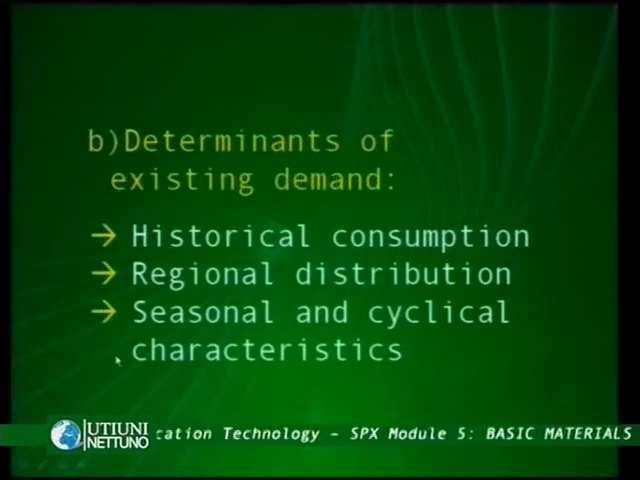 b)Determinants of
existing demand:
→ Historical consumption
→ Regional distribution
→ Seasonal and cyclical
characteristics
UTIUNI
NETTUNO
cation Technology – SPX Module 5: BASIC MATERIALS